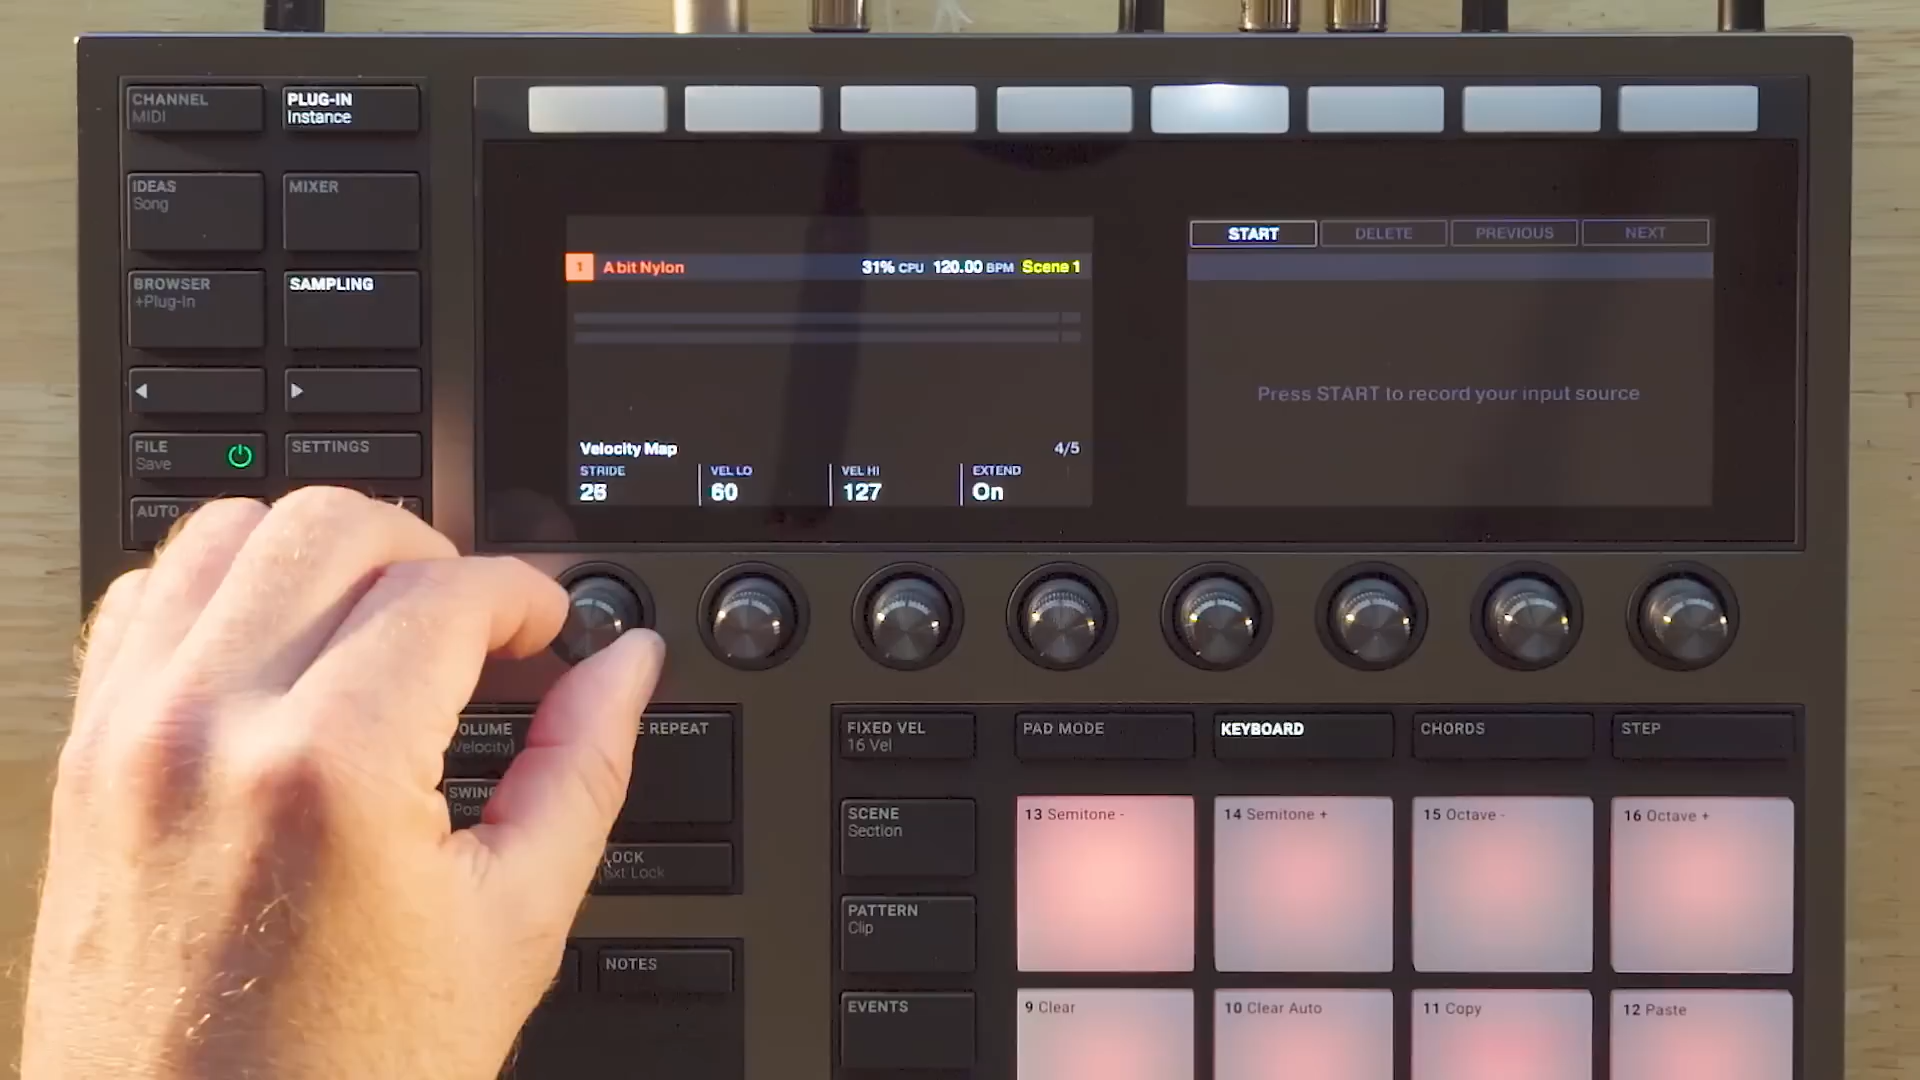 CHANNEL
MIDI
PLUG-IN
Instance
IDEAS
Song
MIXER
BROWSER
+Plug-In
SAMPLING
FILE
Save
SETTINGS
AUTO
1 A bit Nylon 31% CPU 120.00 BPM Scene 1
Velocity Map 4/5
STRIDE VEL LO VEL HI EXTEND
60 127 On
START DELETE PREVIOUS NEXT
Press START to record your input source
REPEAT
LOCK
Ext Lock
NOTES
FIXED VEL
16 Vel
PAD MODE
KEYBOARD
CHORDS
STEP
SCENE
Section
PATTERN
Clip
EVENTS
13 Semitone -
14 Semitone +
15 Octave -
16 Octave +
9 Clear
10 Clear Auto
11 Copy
12 Paste